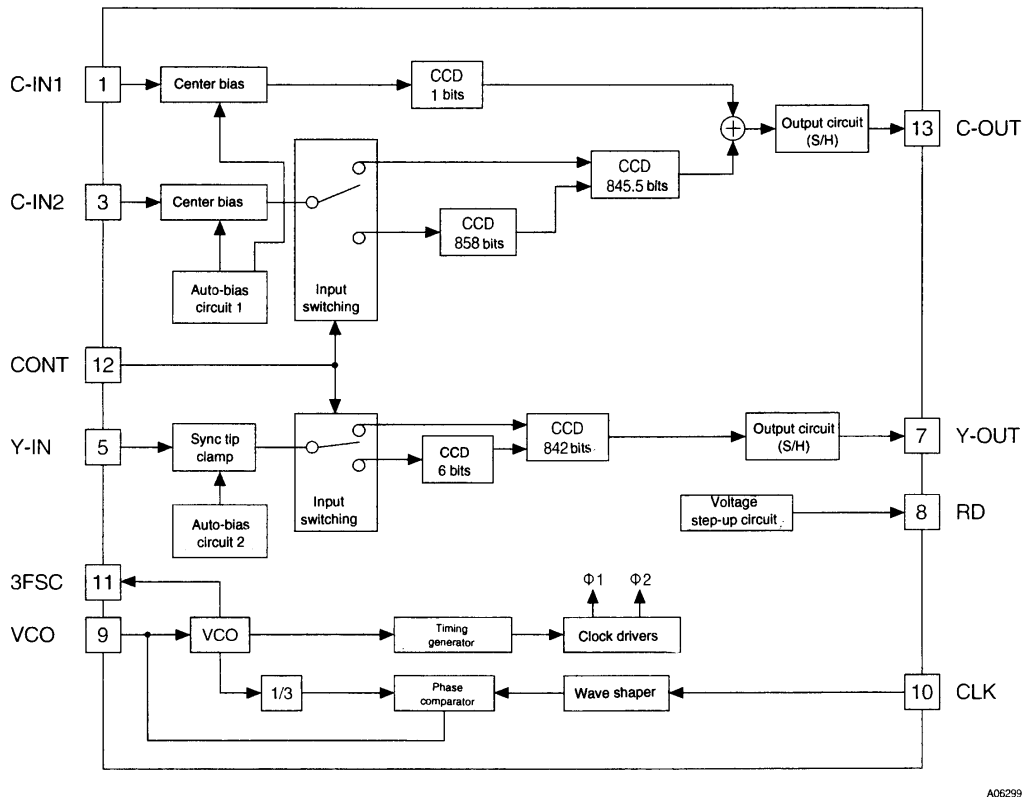 C-IN1
1
Center bias
CCD
1 bits
Output circuit
(S/H)
13
C-OUT
C-IN2
3
Center bias
CCD
845.5 bits
CCD
858 bits
Auto-bias
circuit 1
Input
switching
CONT
12
Y-IN
5
Sync tip
clamp
CCD
842 bits
CCD
6 bits
Output circuit
(S/H)
7
Y-OUT
Auto-bias
circuit 2
Input
switching
Voltage
step-up circuit
8
RD
3FSC
11
Φ1
Φ2
VCO
9
VCO
Timing
generator
Clock drivers
1/3
Phase
comparator
Wave shaper
10
CLK
A06299